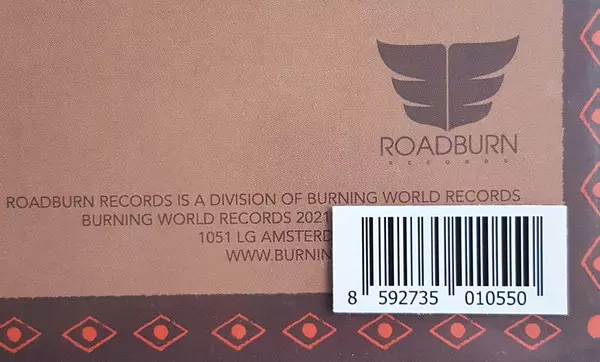 ROADBURN
RECORDS
ROADBURN RECORDS IS A DIVISION OF BURNING WORLD RECORDS
BURNING WORLD RECORDS 2021
1051 LG AMSTERD
WWW.BURNIN
8 592735 010550